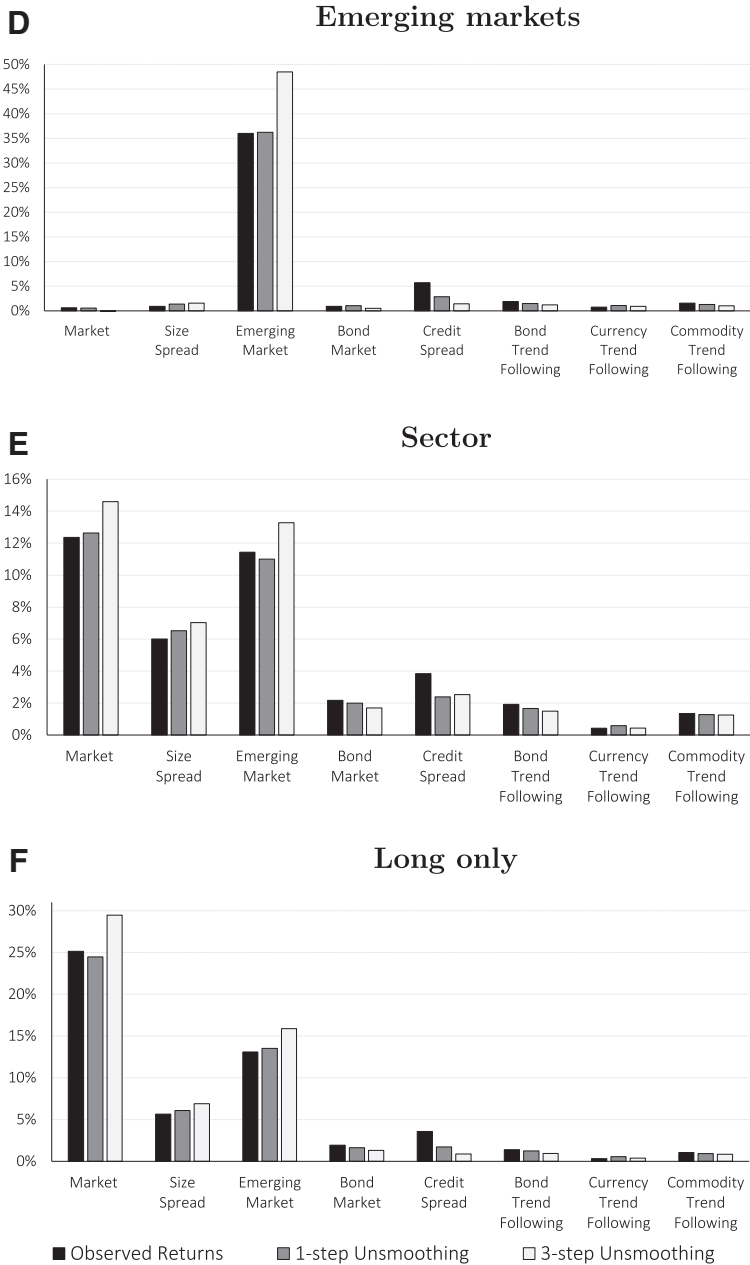 D
Emerging markets
50%
45%
40%
35%
30%
25%
20%
15%
10%
5%
0%
Market
Size
Spread
Emerging
Market
Bond
Market
Credit
Spread
Bond
Trend
Following
Currency
Trend
Following
Commodity
Trend
Following
E
Sector
16%
14%
12%
10%
8%
6%
4%
2%
0%
Market
Size
Spread
Emerging
Market
Bond
Market
Credit
Spread
Bond
Trend
Following
Currency
Trend
Following
Commodity
Trend
Following
F
Long only
30%
25%
20%
15%
10%
5%
0%
Market
Size
Spread
Emerging
Market
Bond
Market
Credit
Spread
Bond
Trend
Following
Currency
Trend
Following
Commodity
Trend
Following
Observed Returns
1-step Unsmoothing
3-step Unsmoothing